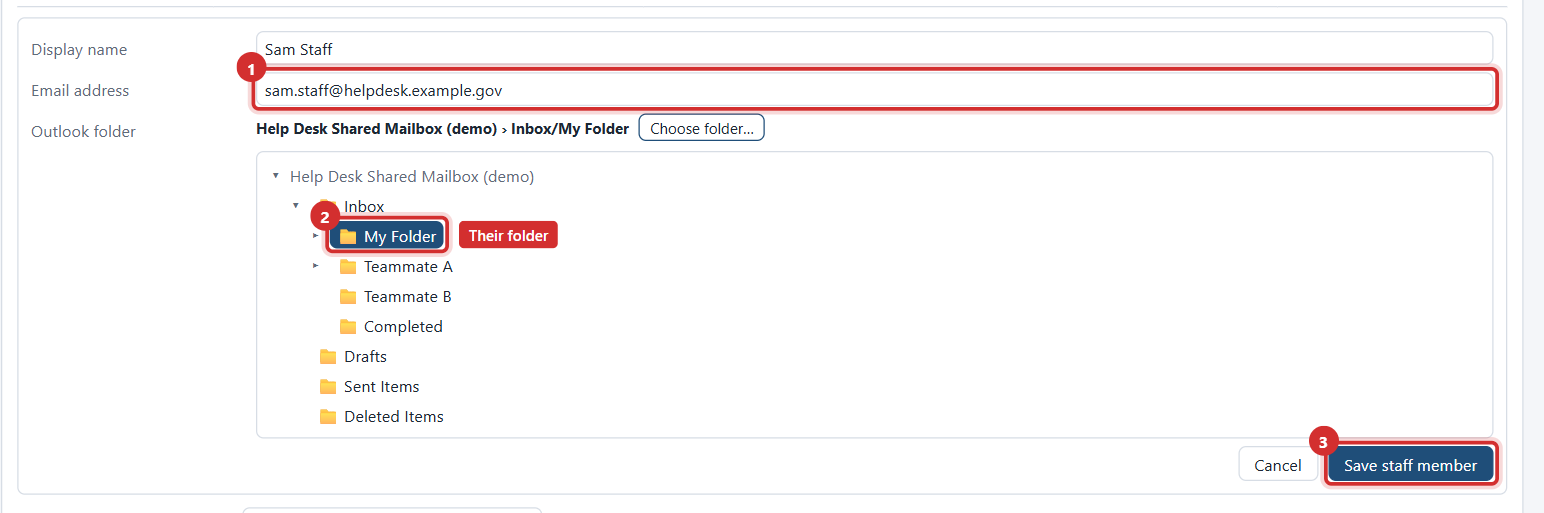 Display name
Sam Staff
1
Email address
sam.staff@helpdesk.example.gov
Outlook folder
Help Desk Shared Mailbox (demo) › Inbox/My Folder
Choose folder...
Help Desk Shared Mailbox (demo)
Inbox
2
My Folder
Their folder
Teammate A
Teammate B
Completed
Drafts
Sent Items
Deleted Items
3
Cancel
Save staff member